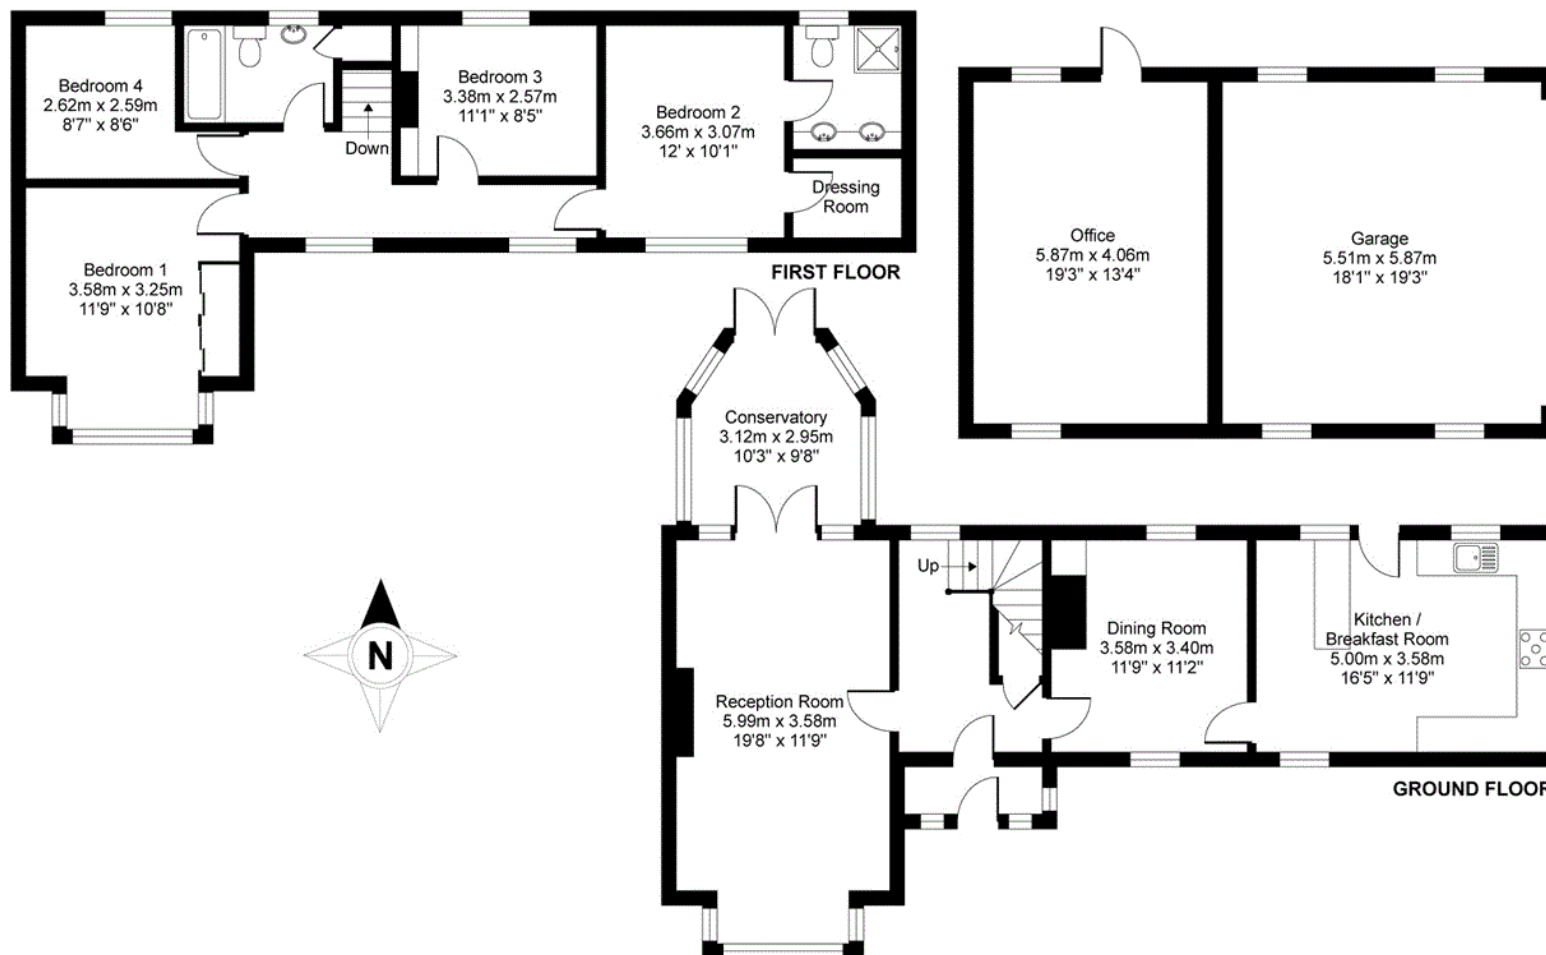 Bedroom 4
2.62m x 2.59m
8'7" x 8'6"
Down
Bedroom 3
3.38m x 2.57m
11'1" x 8'5"
Bedroom 2
3.66m x 3.07m
12' x 10'1"
Dressing
Room
Bedroom 1
3.58m x 3.25m
11'9" x 10'8"
FIRST FLOOR
Office
5.87m x 4.06m
19'3" x 13'4"
Garage
5.51m x 5.87m
18'1" x 19'3"
Conservatory
3.12m x 2.95m
10'3" x 9'8"
N
Up
Reception Room
5.99m x 3.58m
19'8" x 11'9"
Dining Room
3.58m x 3.40m
11'9" x 11'2"
Kitchen /
Breakfast Room
5.00m x 3.58m
16'5" x 11'9"
GROUND FLOOR